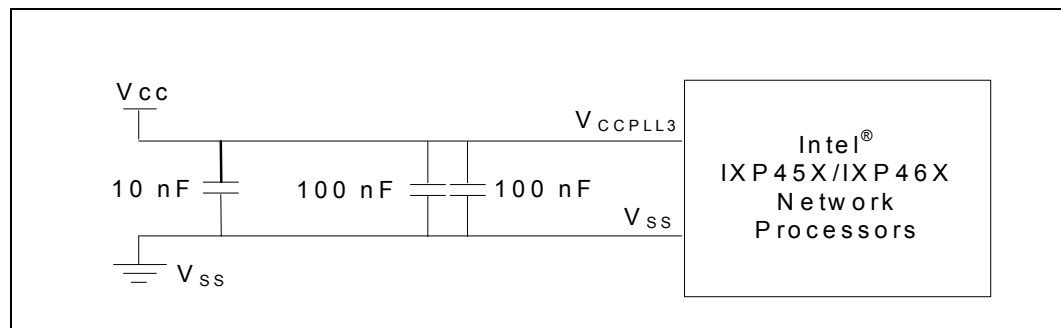 Vcc
VCCPLL3
10 nF
100 nF
100 nF
VSS
VSS
Intel®
IXP45X/IXP46X
Network
Processors